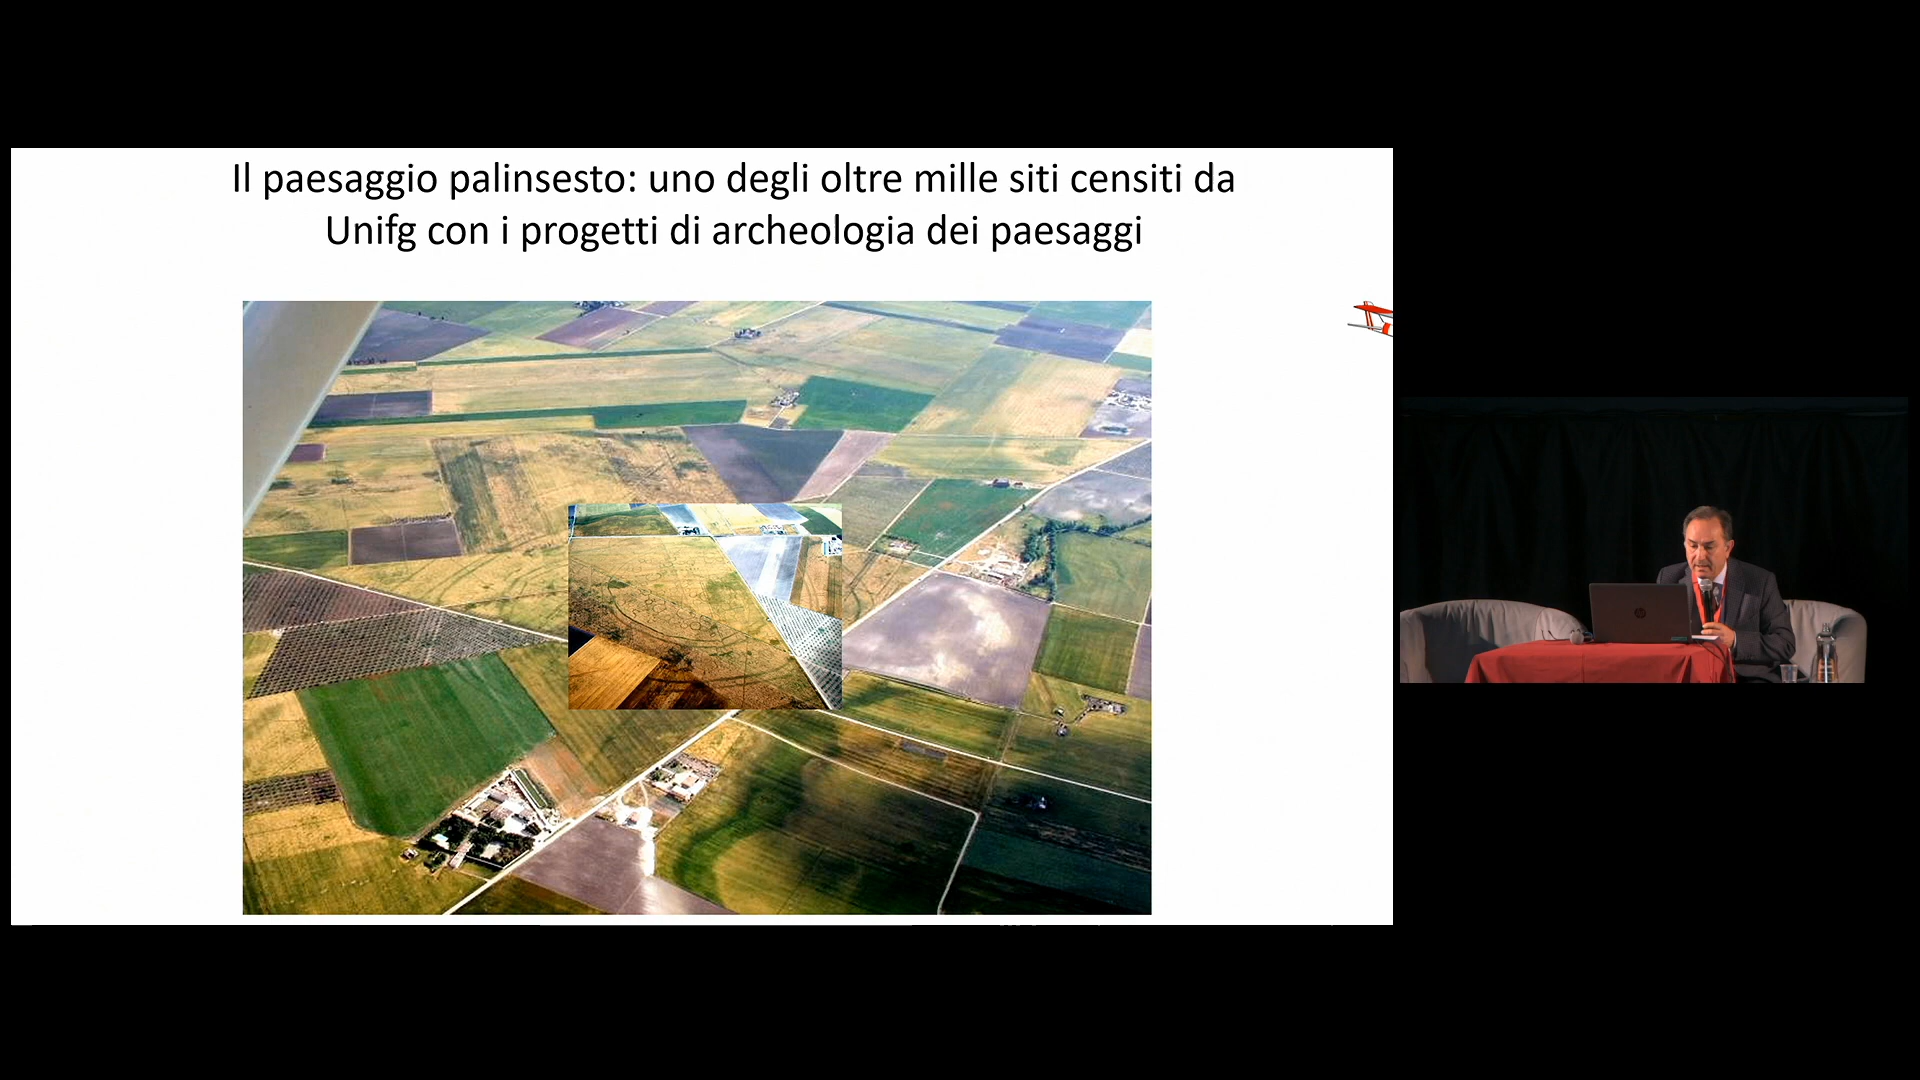 Il paesaggio palinsesto: uno degli oltre mille siti censiti da
Unifg con i progetti di archeologia dei paesaggi